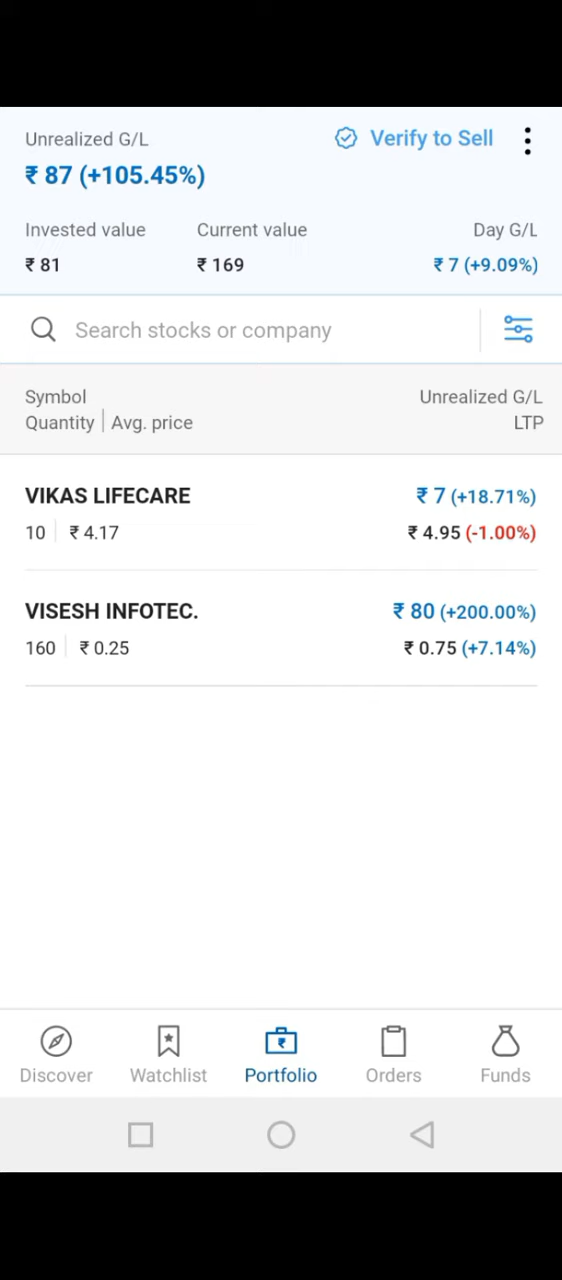 Unrealized G/L Verify to Sell
₹ 87 (+105.45%)
Invested value Current value Day G/L
₹ 81 ₹ 169 ₹ 7 (+9.09%)
Search stocks or company
Symbol Unrealized G/L
Quantity | Avg. price LTP
VIKAS LIFECARE ₹ 7 (+18.71%)
10 | ₹ 4.17 ₹ 4.95 (-1.00%)
VISESH INFOTEC. ₹ 80 (+200.00%)
160 | ₹ 0.25 ₹ 0.75 (+7.14%)
Discover Watchlist Portfolio Orders Funds